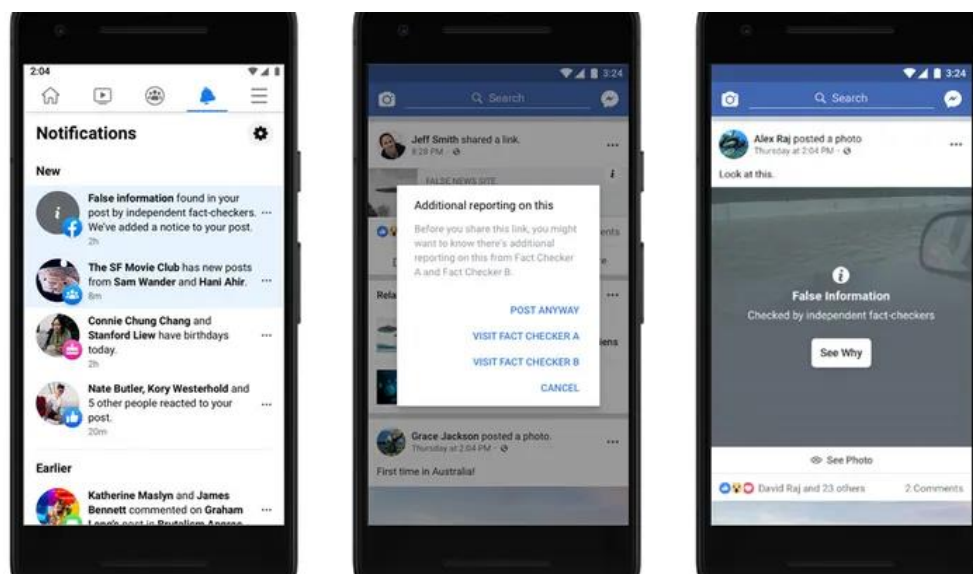 2:04
Notifications
New
False information found in your
post by independent fact-checkers.
We've added a notice to your post.
2h
The SF Movie Club has new posts
from Sam Wander and Hani Ahir.
8m
Connie Chung Chang and
Stanford Liew have birthdays
today.
2h
Nate Butler, Kory Westerhold and
5 other people reacted to your
post.
20m
Earlier
Katherine Maslyn and James
Bennett commented on Graham
3:24
Search
Jeff Smith shared a link.
8:28 PM
FALSE NEWS SITE
Additional reporting on this
Before you share this link, you might
want to know there's additional
reporting on this from Fact Checker
A and Fact Checker B.
POST ANYWAY
VISIT FACT CHECKER A
VISIT FACT CHECKER B
CANCEL
Grace Jackson posted a photo.
Thursday at 2:04 PM
First time in Australia!
3:24
Search
Alex Raj posted a photo
Thursday at 2:04 PM
Look at this.
False Information
Checked by independent fact-checkers
See Why
See Photo
David Raj and 23 others 2 Comments